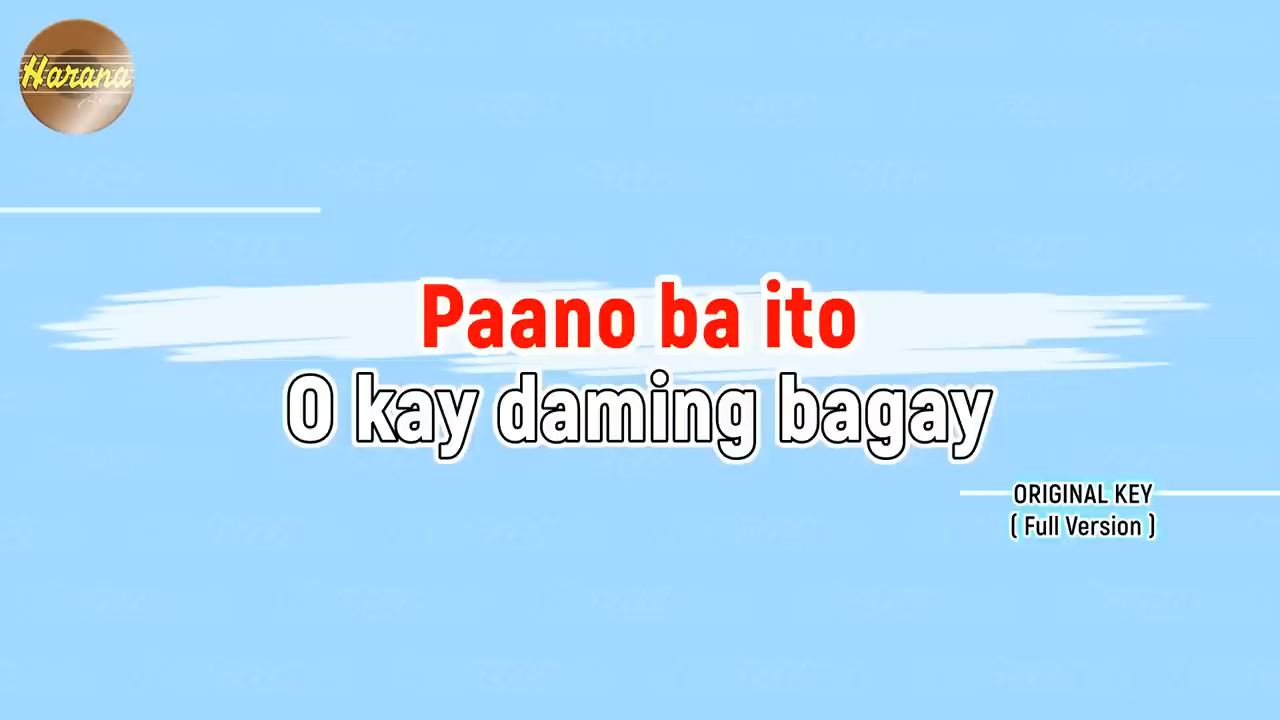 Harana
Paano ba ito
O kay daming bagay
ORIGINAL KEY
( Full Version )